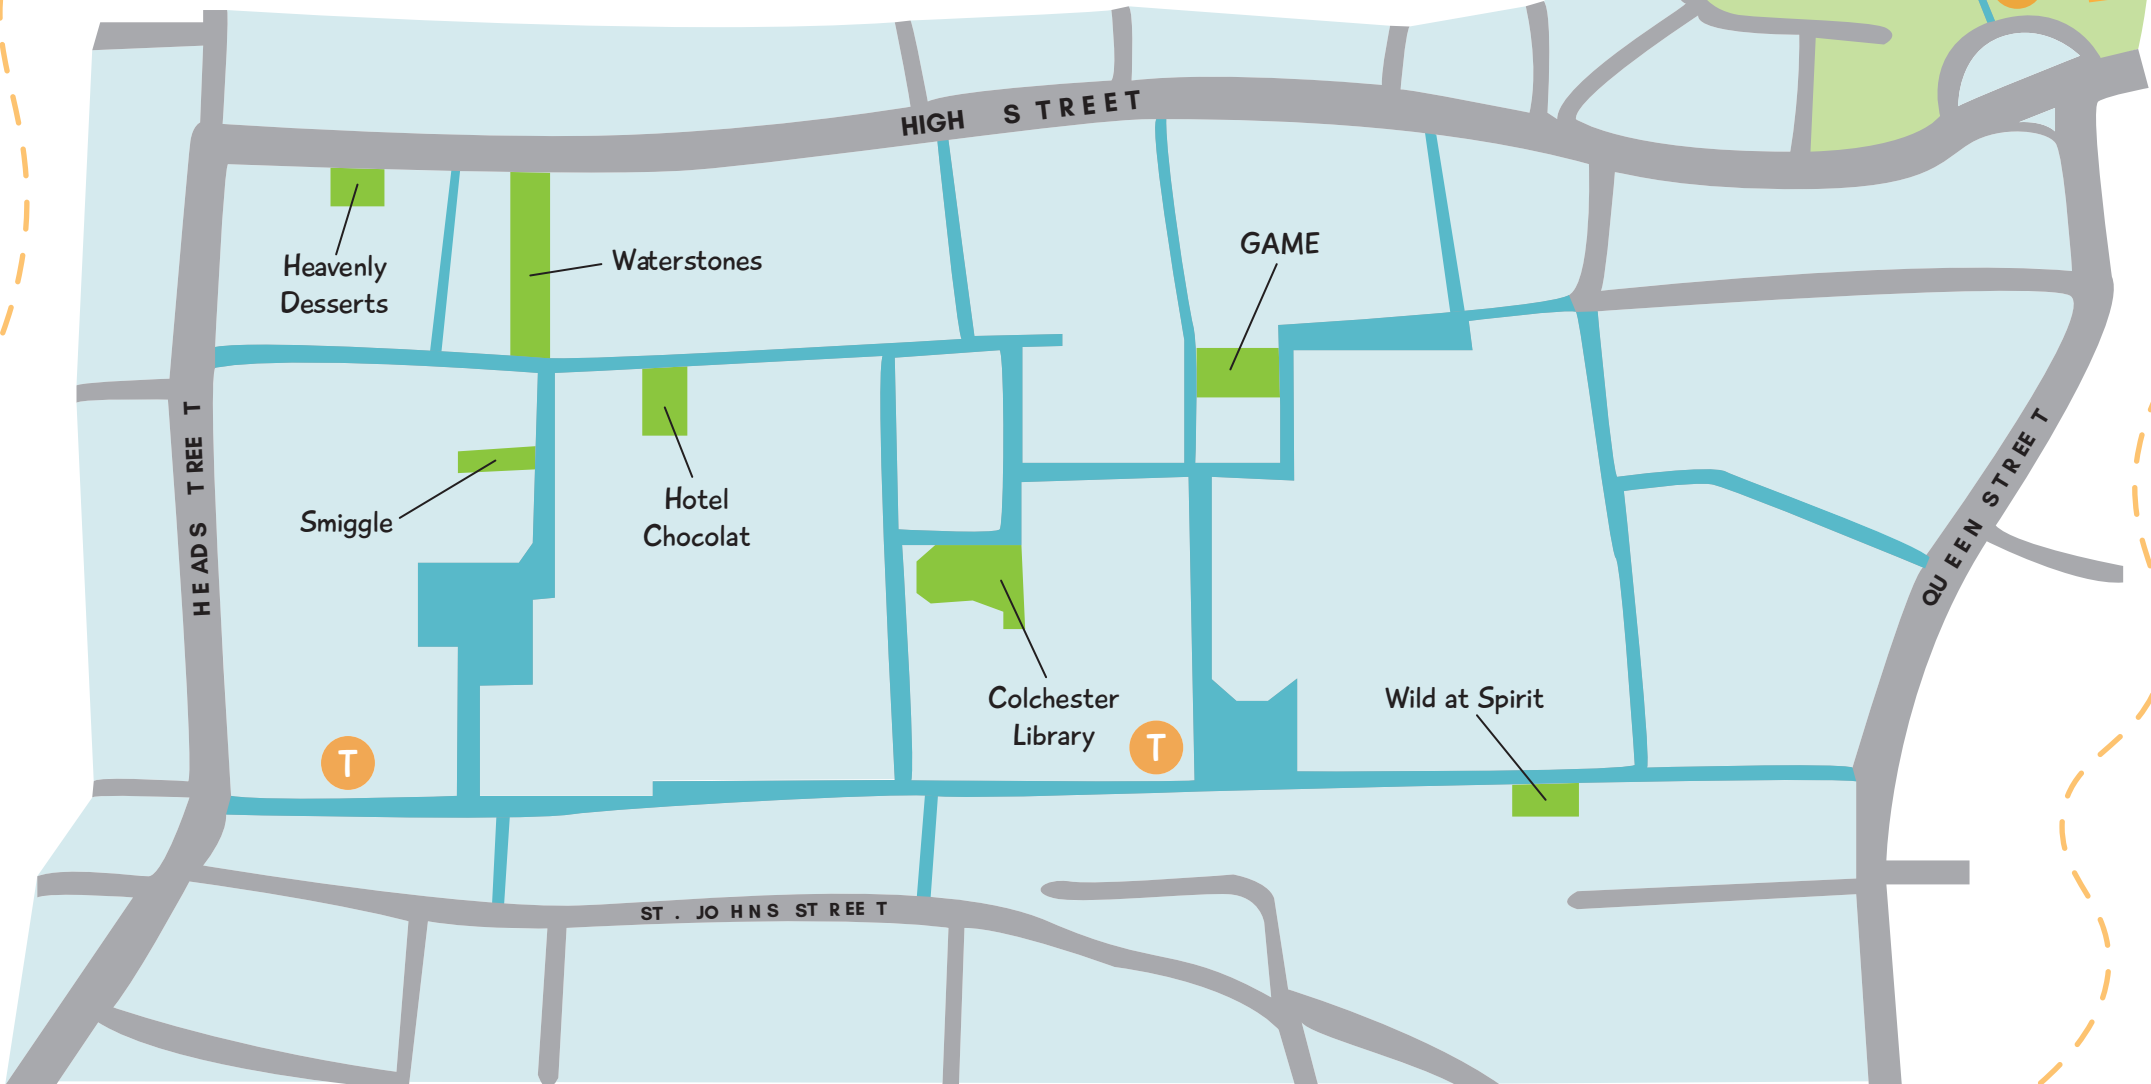 HIGH STREET
GAME
Waterstones
Heavenly
Desserts
HEAD STREET
QUEEN STREET
Smiggle
Hotel
Chocolat
Colchester
Library
Wild at Spirit
T
T
ST. JOHNS STREET